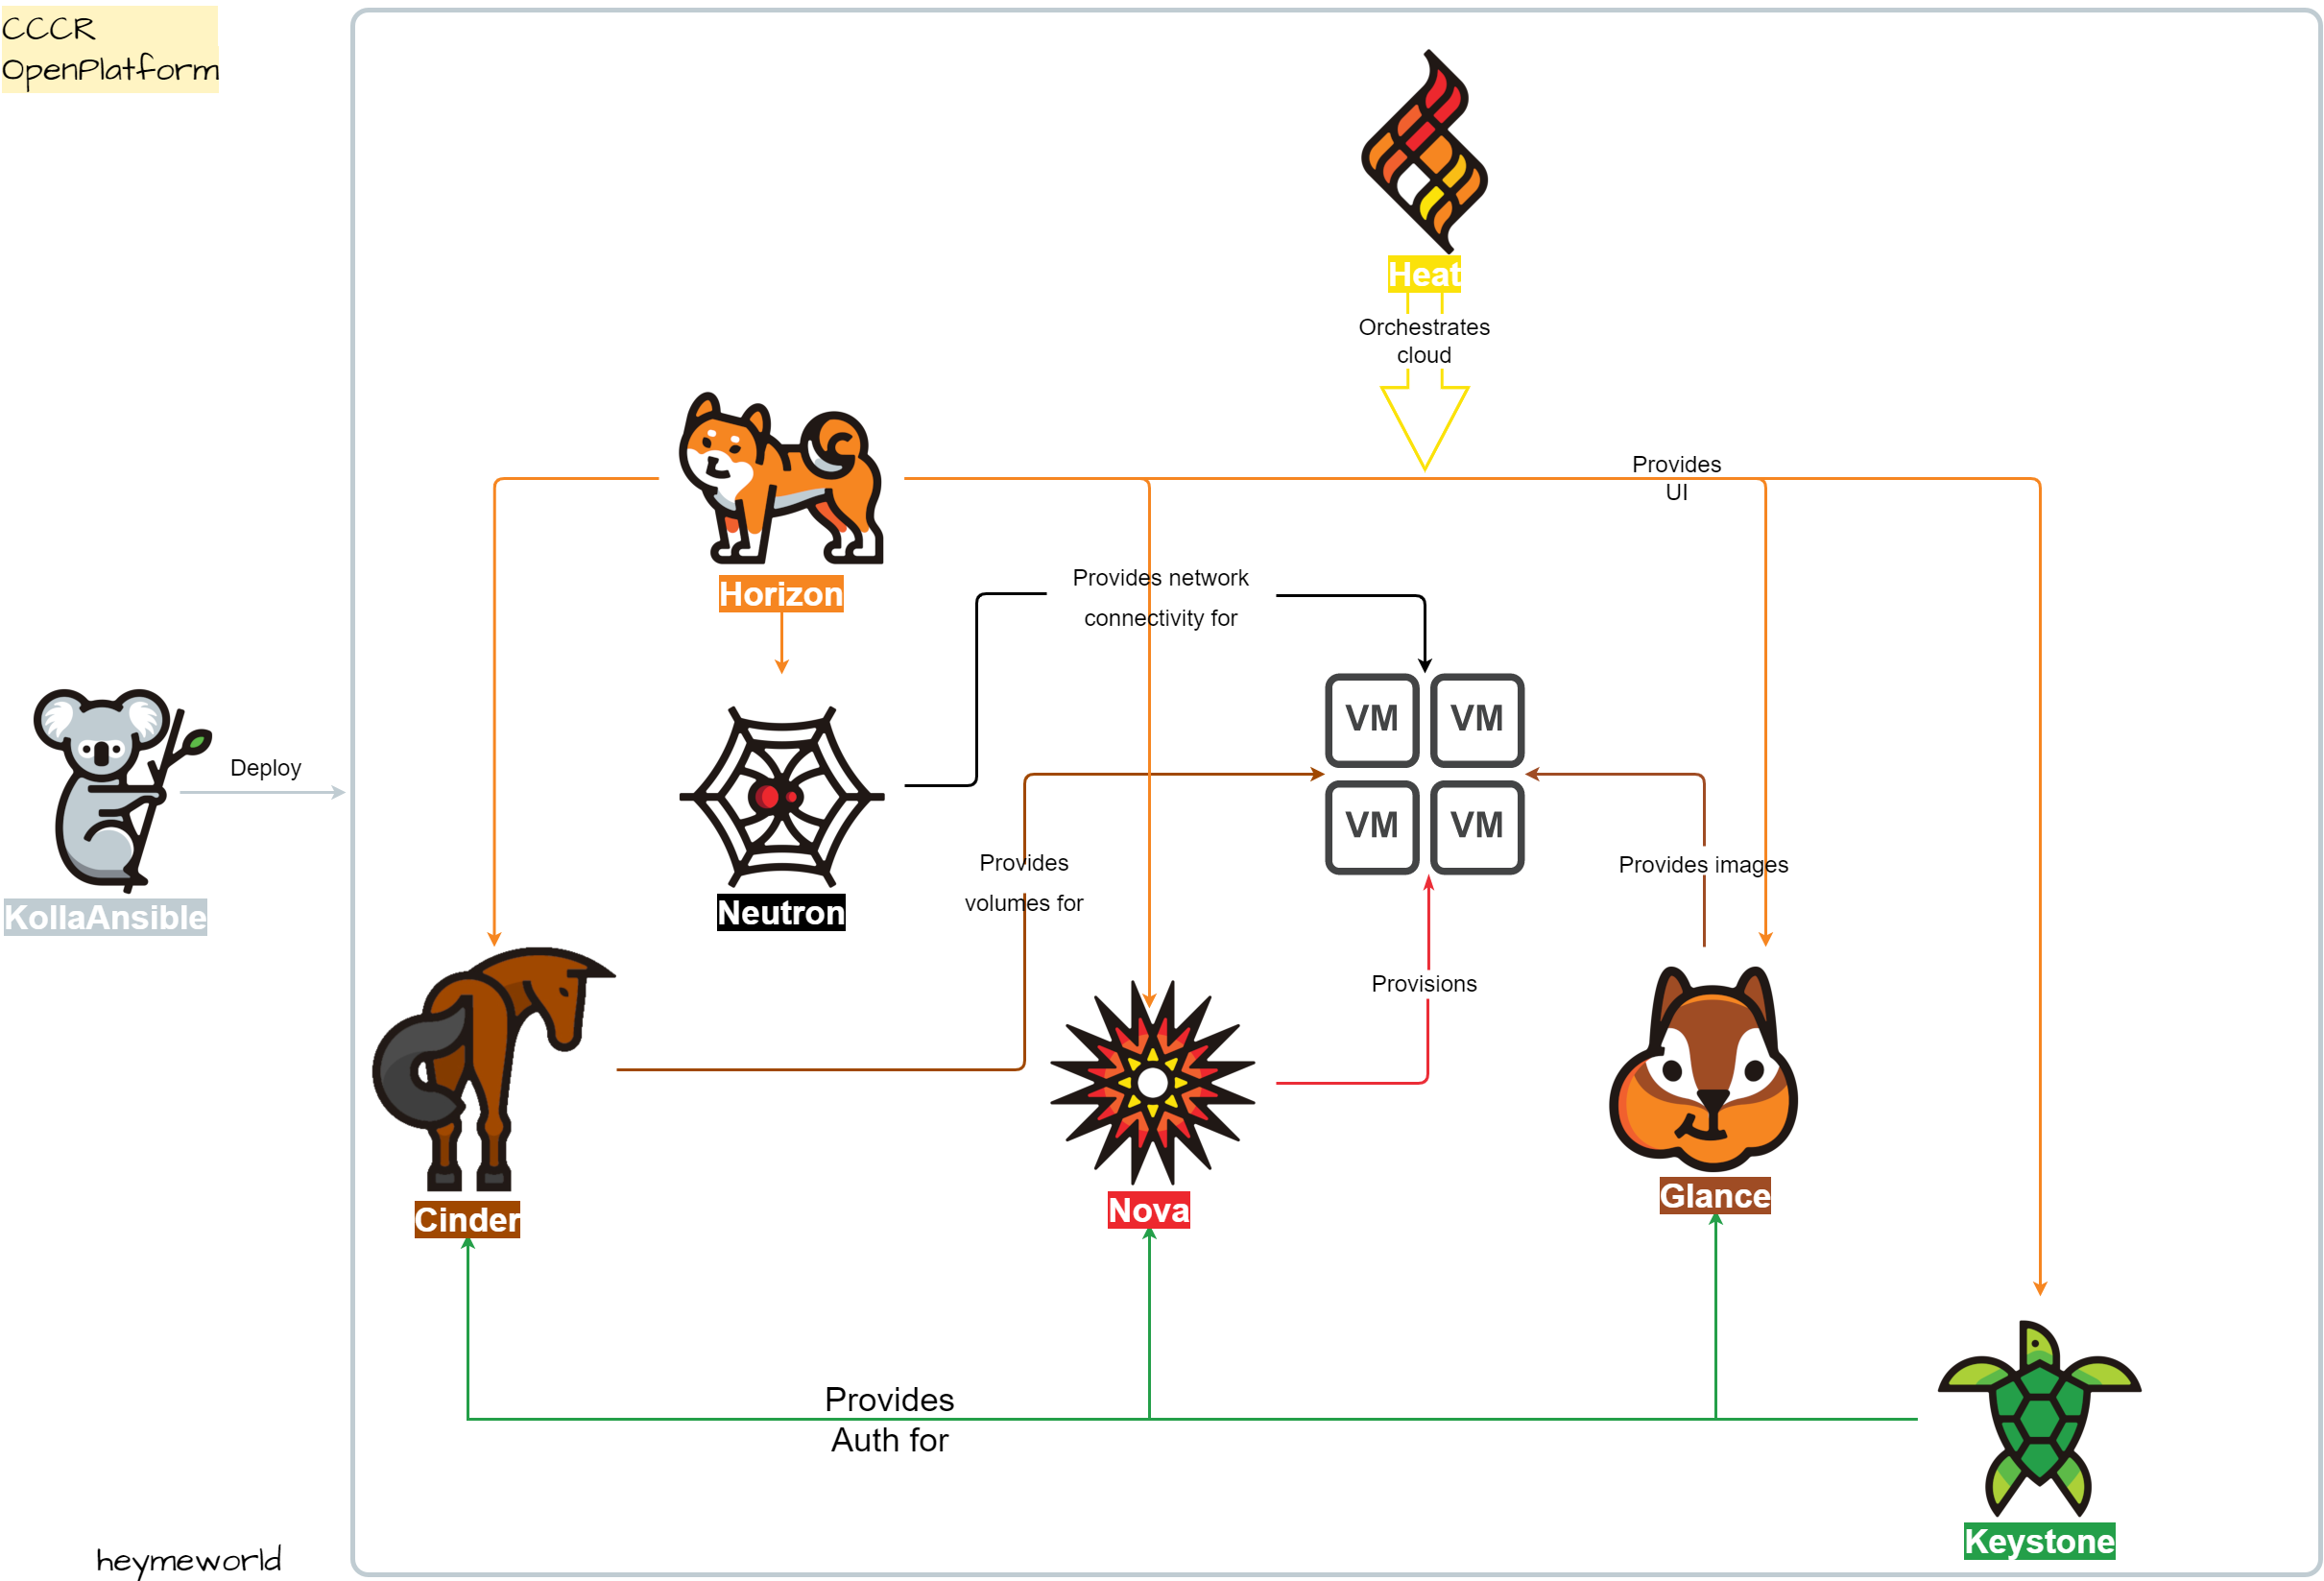 CCCR
OpenPlatform
Heat
Orchestrates
cloud
Provides
UI
Horizon
Provides network
connectivity for
VM
VM
VM
VM
Deploy
KollaAnsible
Neutron
Provides
volumes for
Provides images
Provisions
Cinder
Nova
Glance
Provides
Auth for
Keystone
heymeworld